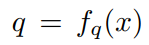 q = f_q(x)